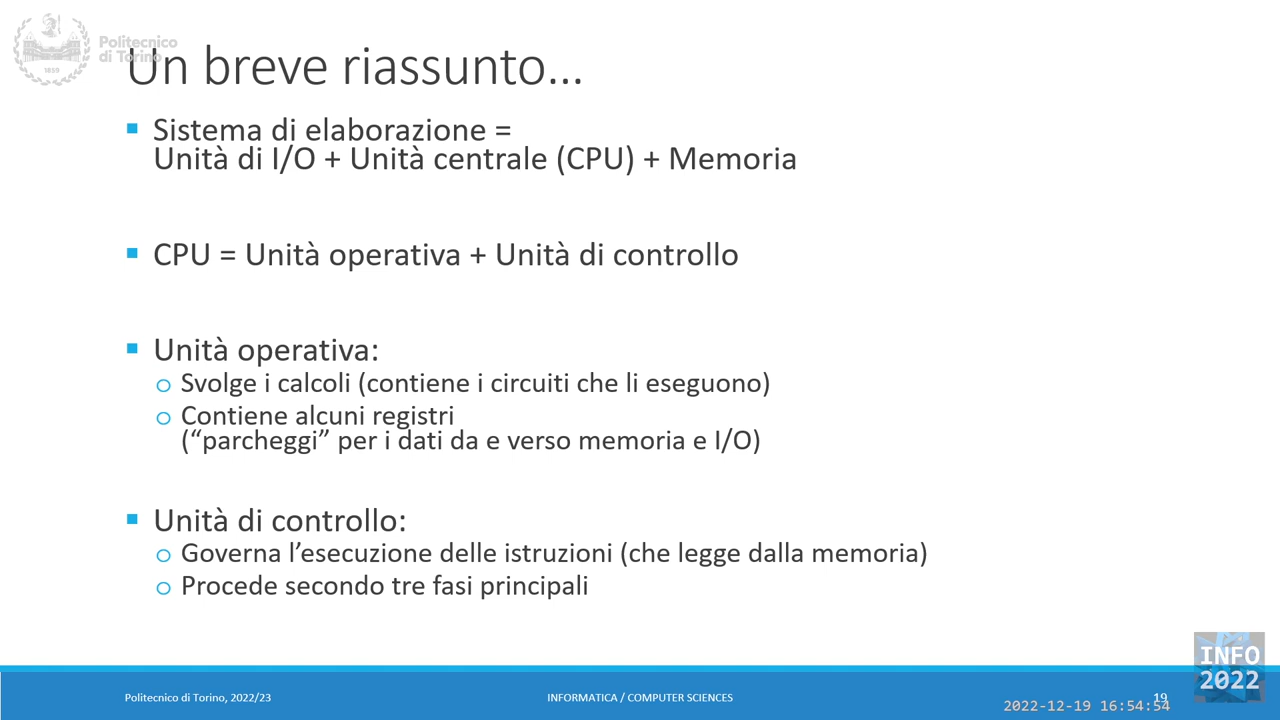 Politecnico
di Torino
1859
Un breve riassunto…
▪ Sistema di elaborazione =
Unità di I/O + Unità centrale (CPU) + Memoria
▪ CPU = Unità operativa + Unità di controllo
▪ Unità operativa:
o Svolge i calcoli (contiene i circuiti che li eseguono)
o Contiene alcuni registri
(“parcheggi” per i dati da e verso memoria e I/O)
▪ Unità di controllo:
o Governa l’esecuzione delle istruzioni (che legge dalla memoria)
o Procede secondo tre fasi principali
INFO
2022
Politecnico di Torino, 2022/23
INFORMATICA / COMPUTER SCIENCES
19
2022-12-19 16:54:54